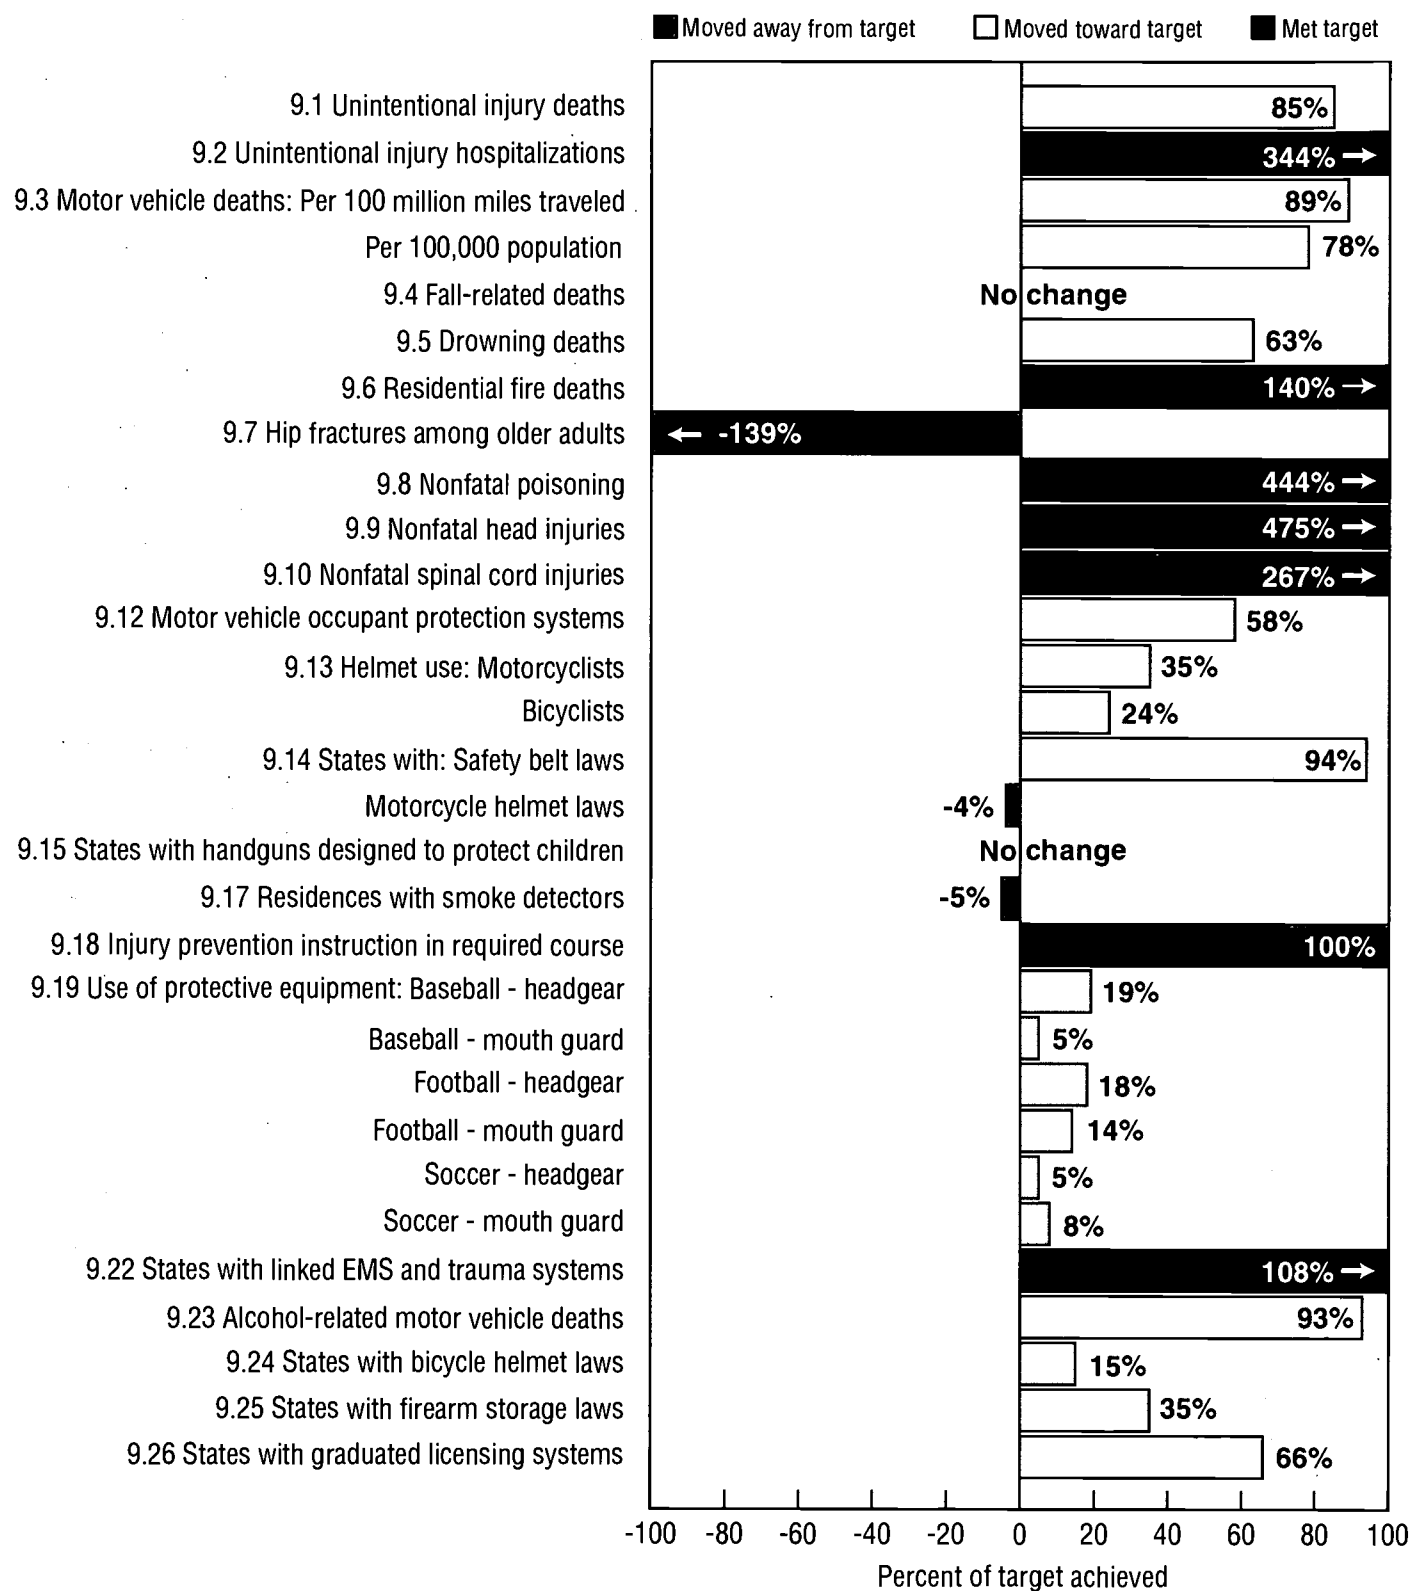 Moved away from target Moved toward target Met target
9.1 Unintentional injury deaths 85%
9.2 Unintentional injury hospitalizations 344% →
9.3 Motor vehicle deaths: Per 100 million miles traveled 89%
Per 100,000 population 78%
9.4 Fall-related deaths No change
9.5 Drowning deaths 63%
9.6 Residential fire deaths 140% →
9.7 Hip fractures among older adults ← -139%
9.8 Nonfatal poisoning 444% →
9.9 Nonfatal head injuries 475% →
9.10 Nonfatal spinal cord injuries 267% →
9.12 Motor vehicle occupant protection systems 58%
9.13 Helmet use: Motorcyclists 35%
Bicyclists 24%
9.14 States with: Safety belt laws 94%
Motorcycle helmet laws -4%
9.15 States with handguns designed to protect children No change
9.17 Residences with smoke detectors -5%
9.18 Injury prevention instruction in required course 100%
9.19 Use of protective equipment: Baseball - headgear 19%
Baseball - mouth guard 5%
Football - headgear 18%
Football - mouth guard 14%
Soccer - headgear 5%
Soccer - mouth guard 8%
9.22 States with linked EMS and trauma systems 108% →
9.23 Alcohol-related motor vehicle deaths 93%
9.24 States with bicycle helmet laws 15%
9.25 States with firearm storage laws 35%
9.26 States with graduated licensing systems 66%
-100 -80 -60 -40 -20 0 20 40 60 80 100
Percent of target achieved